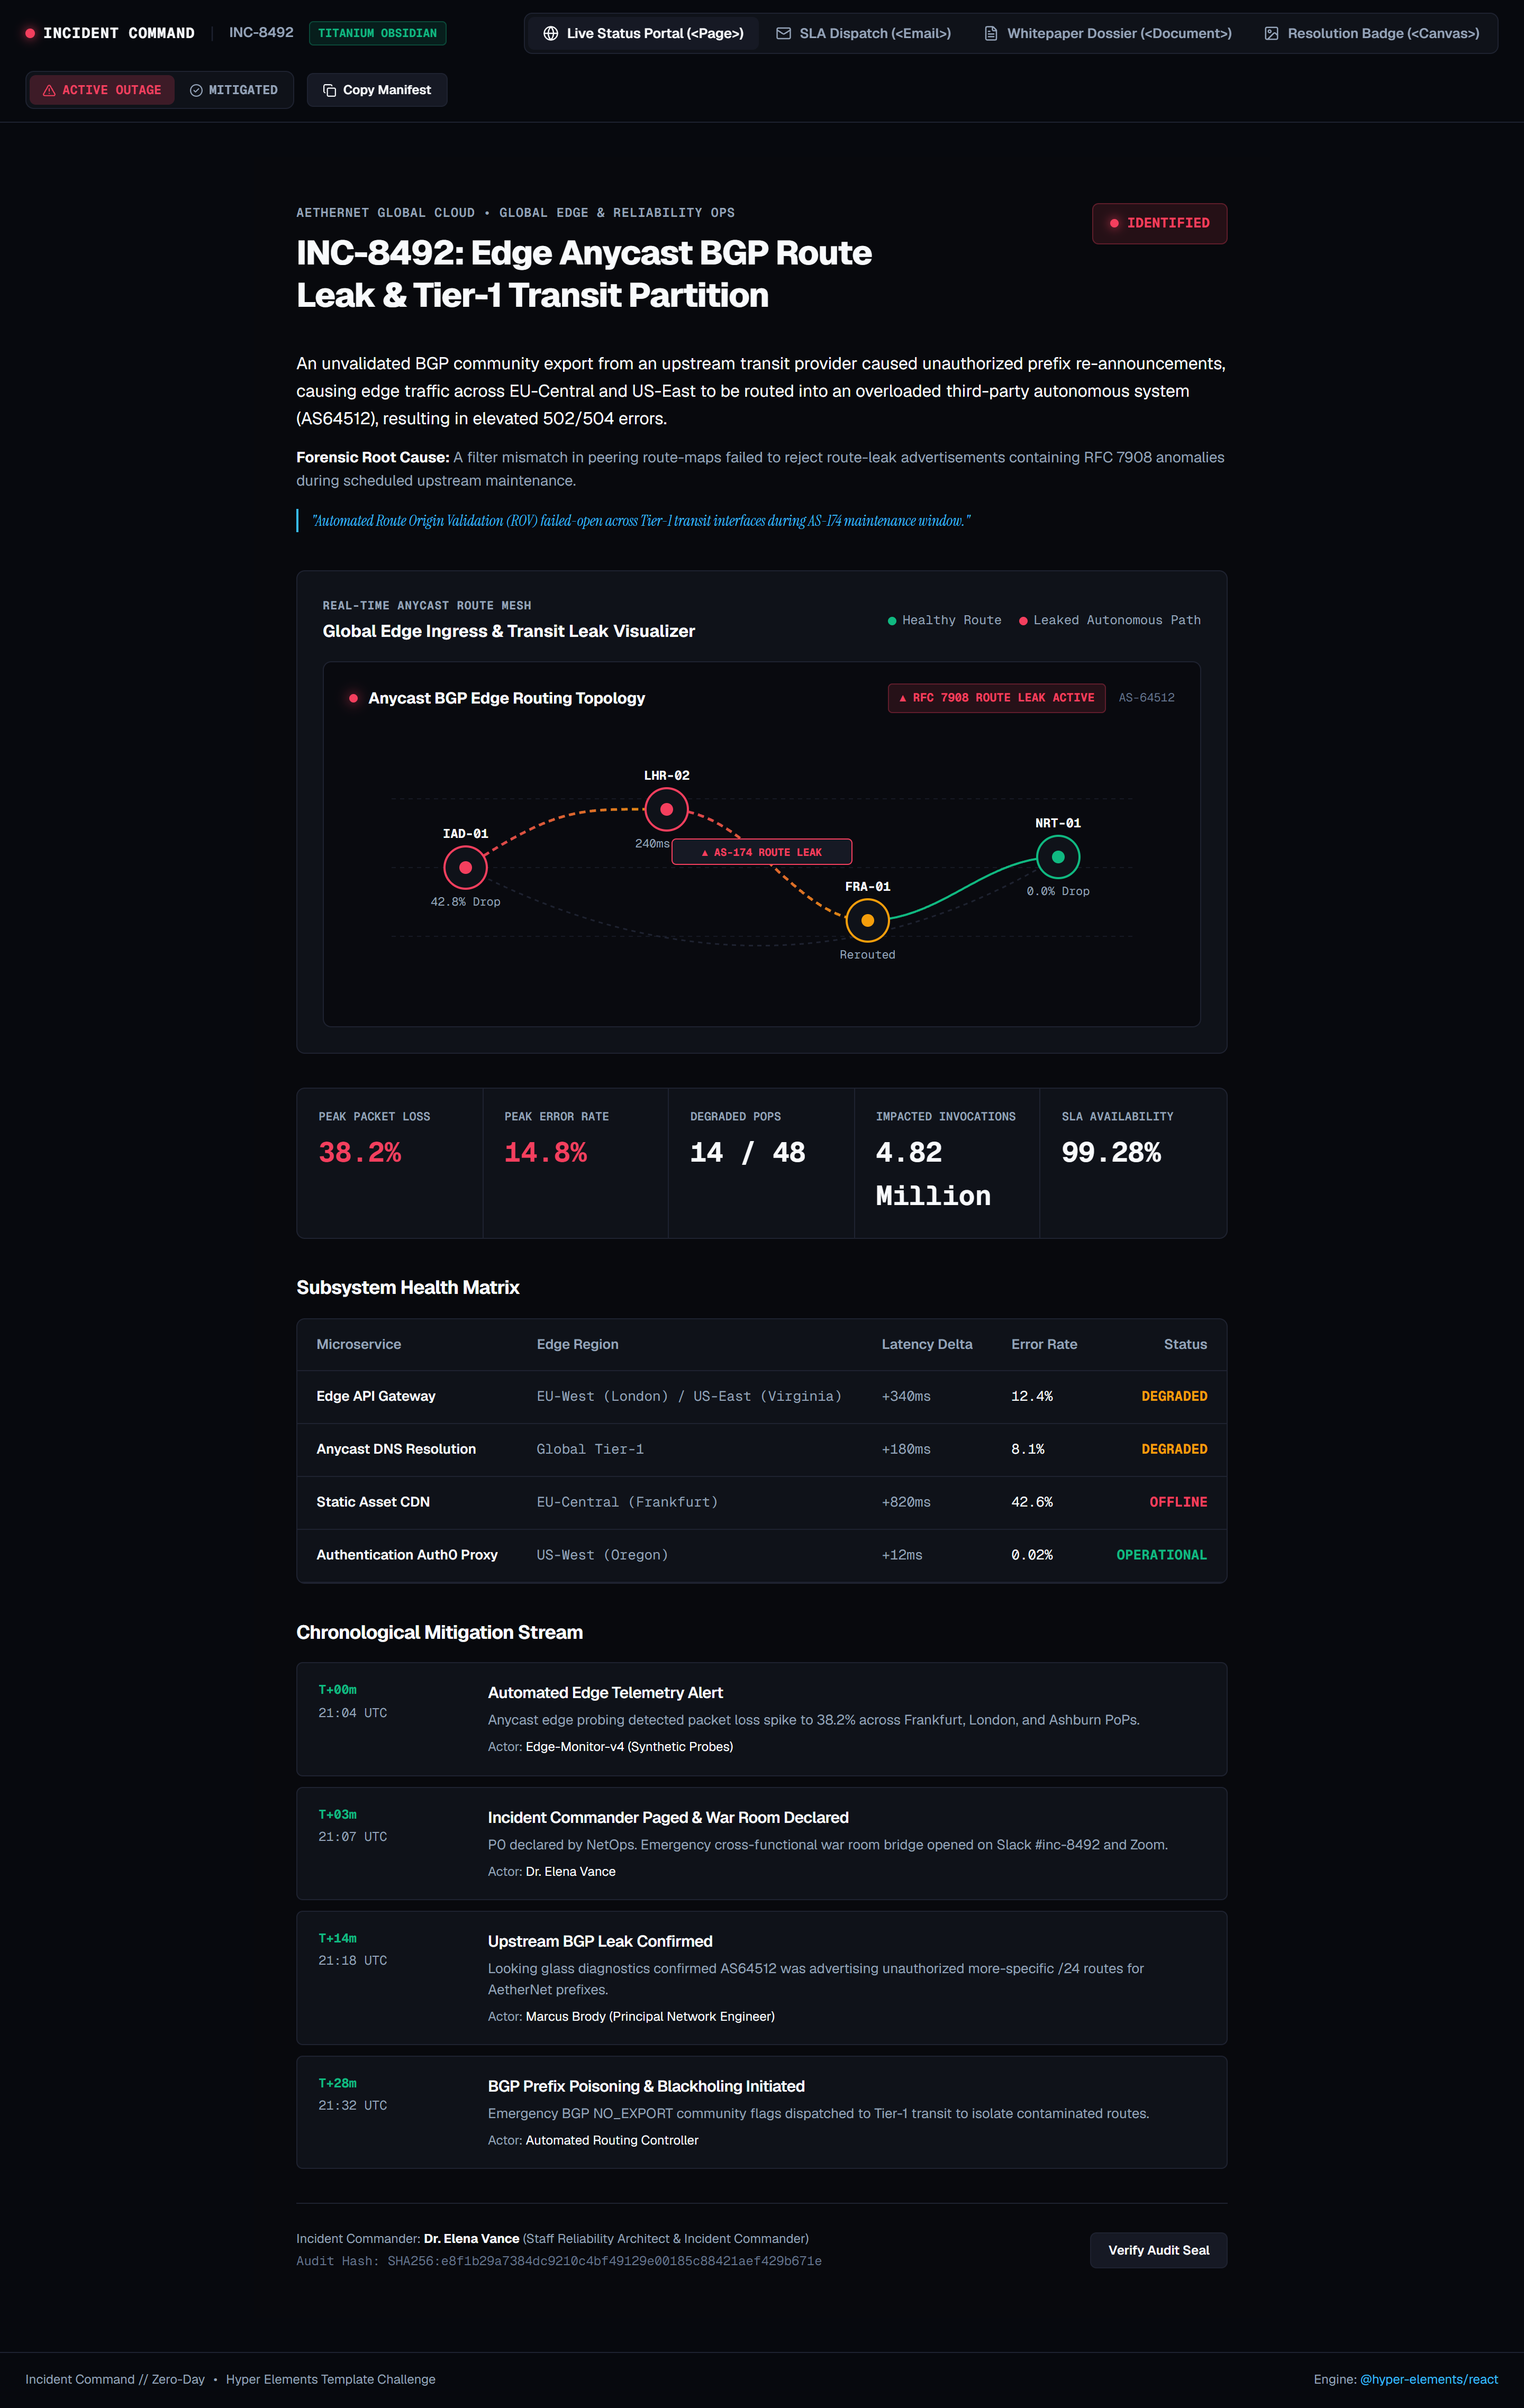 INCIDENT COMMAND
INC-8492
TITANIUM OBSIDIAN
Live Status Portal (<Page>)
SLA Dispatch (<Email>)
Whitepaper Dossier (<Document>)
Resolution Badge (<Canvas>)
ACTIVE OUTAGE
MITIGATED
Copy Manifest
AETHERNET GLOBAL CLOUD • GLOBAL EDGE & RELIABILITY OPS
IDENTIFIED
INC-8492: Edge Anycast BGP Route
Leak & Tier-1 Transit Partition
An unvalidated BGP community export from an upstream transit provider caused unauthorized prefix re-announcements,
causing edge traffic across EU-Central and US-East to be routed into an overloaded third-party autonomous system
(AS64512), resulting in elevated 502/504 errors.
Forensic Root Cause: A filter mismatch in peering route-maps failed to reject route-leak advertisements containing RFC 7908 anomalies
during scheduled upstream maintenance.
"Automated Route Origin Validation (ROV) failed-open across Tier-1 transit interfaces during AS-174 maintenance window."
REAL-TIME ANYCAST ROUTE MESH
Global Edge Ingress & Transit Leak Visualizer
Healthy Route
Leaked Autonomous Path
Anycast BGP Edge Routing Topology
▲ RFC 7908 ROUTE LEAK ACTIVE
AS-64512
LHR-02
240ms
IAD-01
42.8% Drop
▲ AS-174 ROUTE LEAK
NRT-01
0.0% Drop
FRA-01
Rerouted
PEAK PACKET LOSS
38.2%
PEAK ERROR RATE
14.8%
DEGRADED POPS
14 / 48
IMPACTED INVOCATIONS
4.82
Million
SLA AVAILABILITY
99.28%
Subsystem Health Matrix
Microservice Edge Region Latency Delta Error Rate Status
Edge API Gateway EU-West (London) / US-East (Virginia) +340ms 12.4% DEGRADED
Anycast DNS Resolution Global Tier-1 +180ms 8.1% DEGRADED
Static Asset CDN EU-Central (Frankfurt) +820ms 42.6% OFFLINE
Authentication Auth0 Proxy US-West (Oregon) +12ms 0.02% OPERATIONAL
Chronological Mitigation Stream
T+00m
21:04 UTC
Automated Edge Telemetry Alert
Anycast edge probing detected packet loss spike to 38.2% across Frankfurt, London, and Ashburn PoPs.
Actor: Edge-Monitor-v4 (Synthetic Probes)
T+03m
21:07 UTC
Incident Commander Paged & War Room Declared
P0 declared by NetOps. Emergency cross-functional war room bridge opened on Slack #inc-8492 and Zoom.
Actor: Dr. Elena Vance
T+14m
21:18 UTC
Upstream BGP Leak Confirmed
Looking glass diagnostics confirmed AS64512 was advertising unauthorized more-specific /24 routes for
AetherNet prefixes.
Actor: Marcus Brody (Principal Network Engineer)
T+28m
21:32 UTC
BGP Prefix Poisoning & Blackholing Initiated
Emergency BGP NO_EXPORT community flags dispatched to Tier-1 transit to isolate contaminated routes.
Actor: Automated Routing Controller
Incident Commander: Dr. Elena Vance (Staff Reliability Architect & Incident Commander)
Audit Hash: SHA256:e8f1b29a7384dc9210c4bf49129e00185c88421aef429b671e
Verify Audit Seal
Incident Command // Zero-Day • Hyper Elements Template Challenge
Engine: @hyper-elements/react